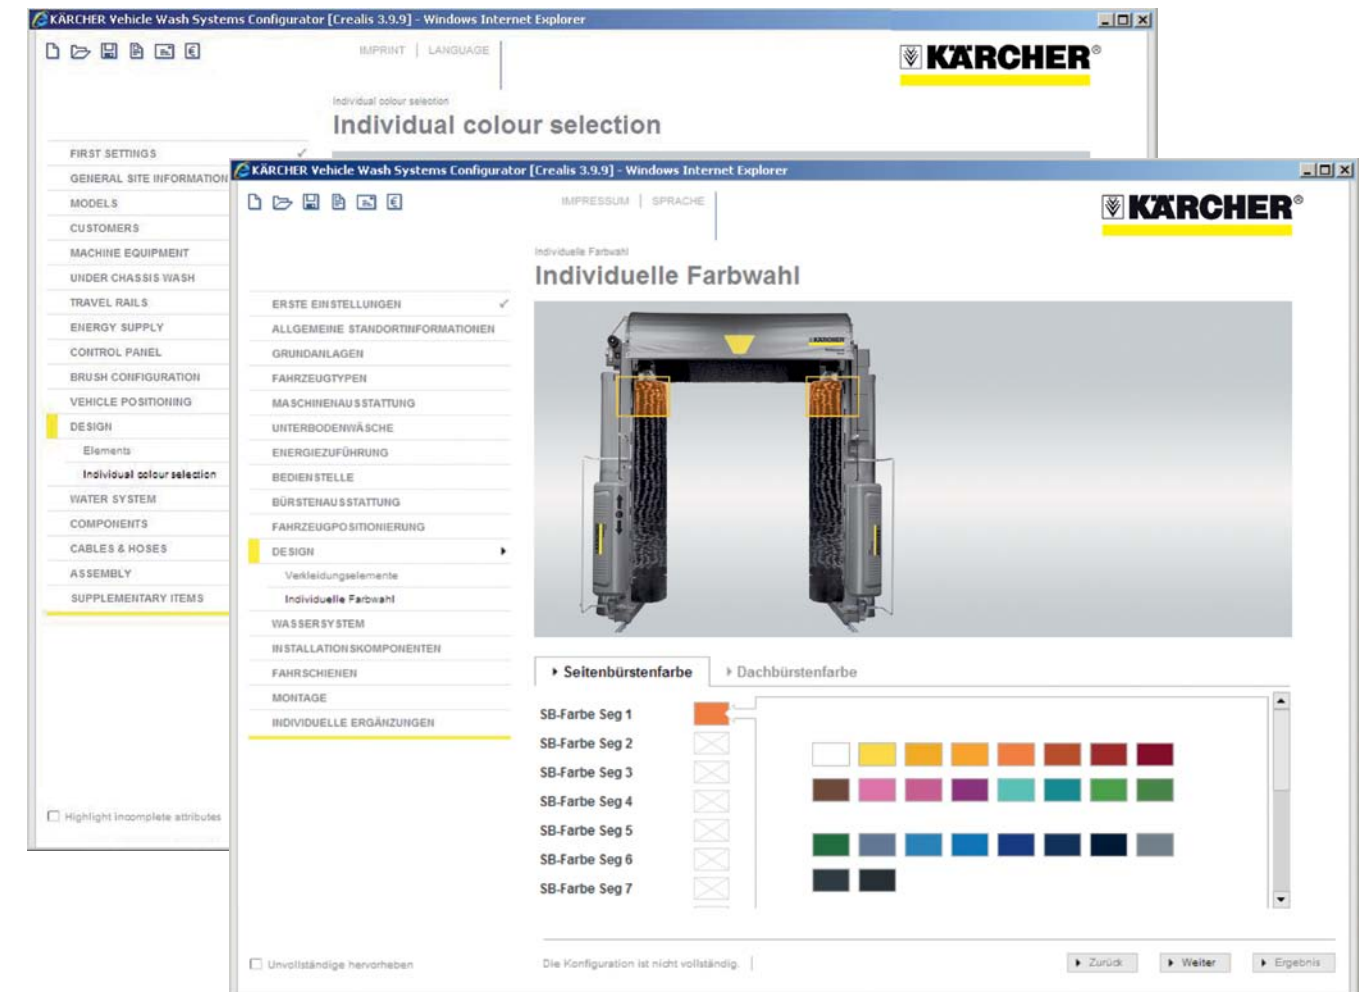 KÄRCHER Vehicle Wash Systems Configurator [Crealis 3.9.9] - Windows Internet Explorer
IMPRINT | LANGUAGE
KÄRCHER®
Individual colour selection
Individual colour selection
FIRST SETTINGS
GENERAL SITE INFORMATION
MODELS
CUSTOMERS
MACHINE EQUIPMENT
UNDER CHASSIS WASH
TRAVEL RAILS
ENERGY SUPPLY
CONTROL PANEL
BRUSH CONFIGURATION
VEHICLE POSITIONING
DESIGN
Elements
Individual colour selection
WATER SYSTEM
COMPONENTS
CABLES & HOSES
ASSEMBLY
SUPPLEMENTARY ITEMS
Highlight incomplete attributes
KÄRCHER Vehicle Wash Systems Configurator [Crealis 3.9.9] - Windows Internet Explorer
IMPRESSUM | SPRACHE
KÄRCHER®
Individuelle Farbwahl
Individuelle Farbwahl
ERSTE EINSTELLUNGEN
ALLGEMEINE STANDORTINFORMATIONEN
GRUNDANLAGEN
FAHRZEUGTYPEN
MASCHINENAUSSTATTUNG
UNTERBODENWÄSCHE
ENERGIEZUFÜHRUNG
BEDIENSTELLE
BÜRSTENAUSSTATTUNG
FAHRZEUGPOSITIONIERUNG
DESIGN
Verkleidungselemente
Individuelle Farbwahl
WASSERSYSTEM
INSTALLATIONSKOMPONENTEN
FAHRSCHIENEN
MONTAGE
INDIVIDUELLE ERGÄNZUNGEN
KÄRCHER
Seitenbürstenfarbe
Dachbürstenfarbe
SB-Farbe Seg 1
SB-Farbe Seg 2
SB-Farbe Seg 3
SB-Farbe Seg 4
SB-Farbe Seg 5
SB-Farbe Seg 6
SB-Farbe Seg 7
Unvollständige hervorheben
Die Konfiguration ist nicht vollständig. |
Zurück
Weiter
Ergebnis